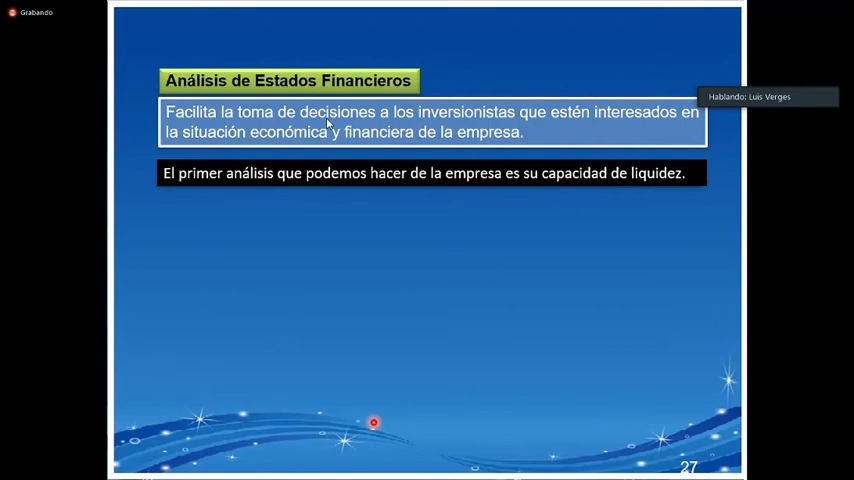 Grabando
Análisis de Estados Financieros
Hablando: Luis Verges
Facilita la toma de decisiones a los inversionistas que estén interesados en
la situación económica y financiera de la empresa.
El primer análisis que podemos hacer de la empresa es su capacidad de liquidez.
27